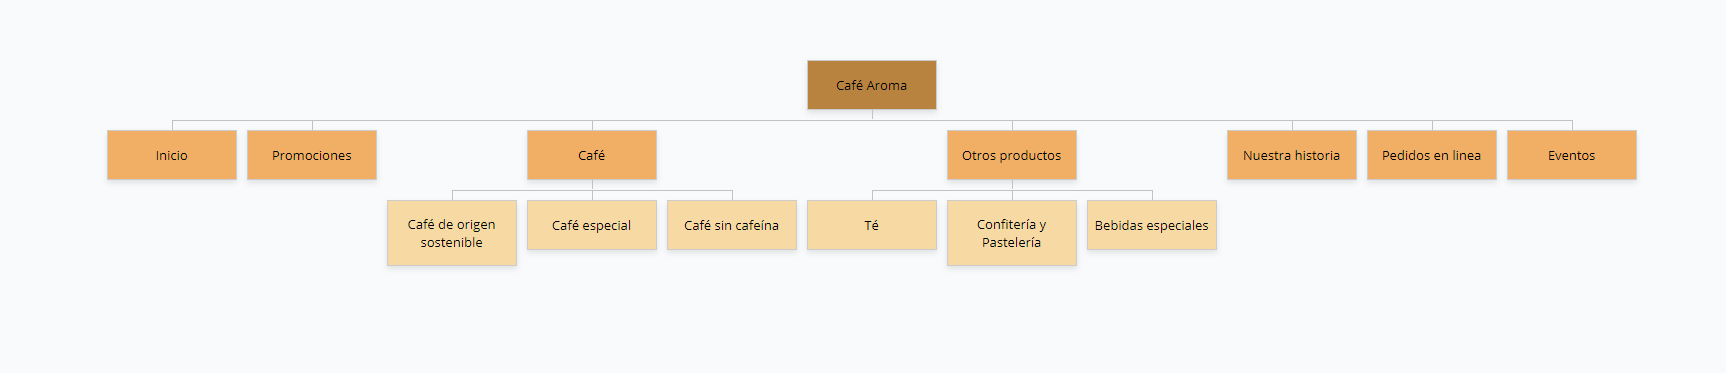 Café Aroma
Inicio
Promociones
Café
Otros productos
Nuestra historia
Pedidos en linea
Eventos
Café de origen
sostenible
Café especial
Café sin cafeína
Té
Confitería y
Pastelería
Bebidas especiales